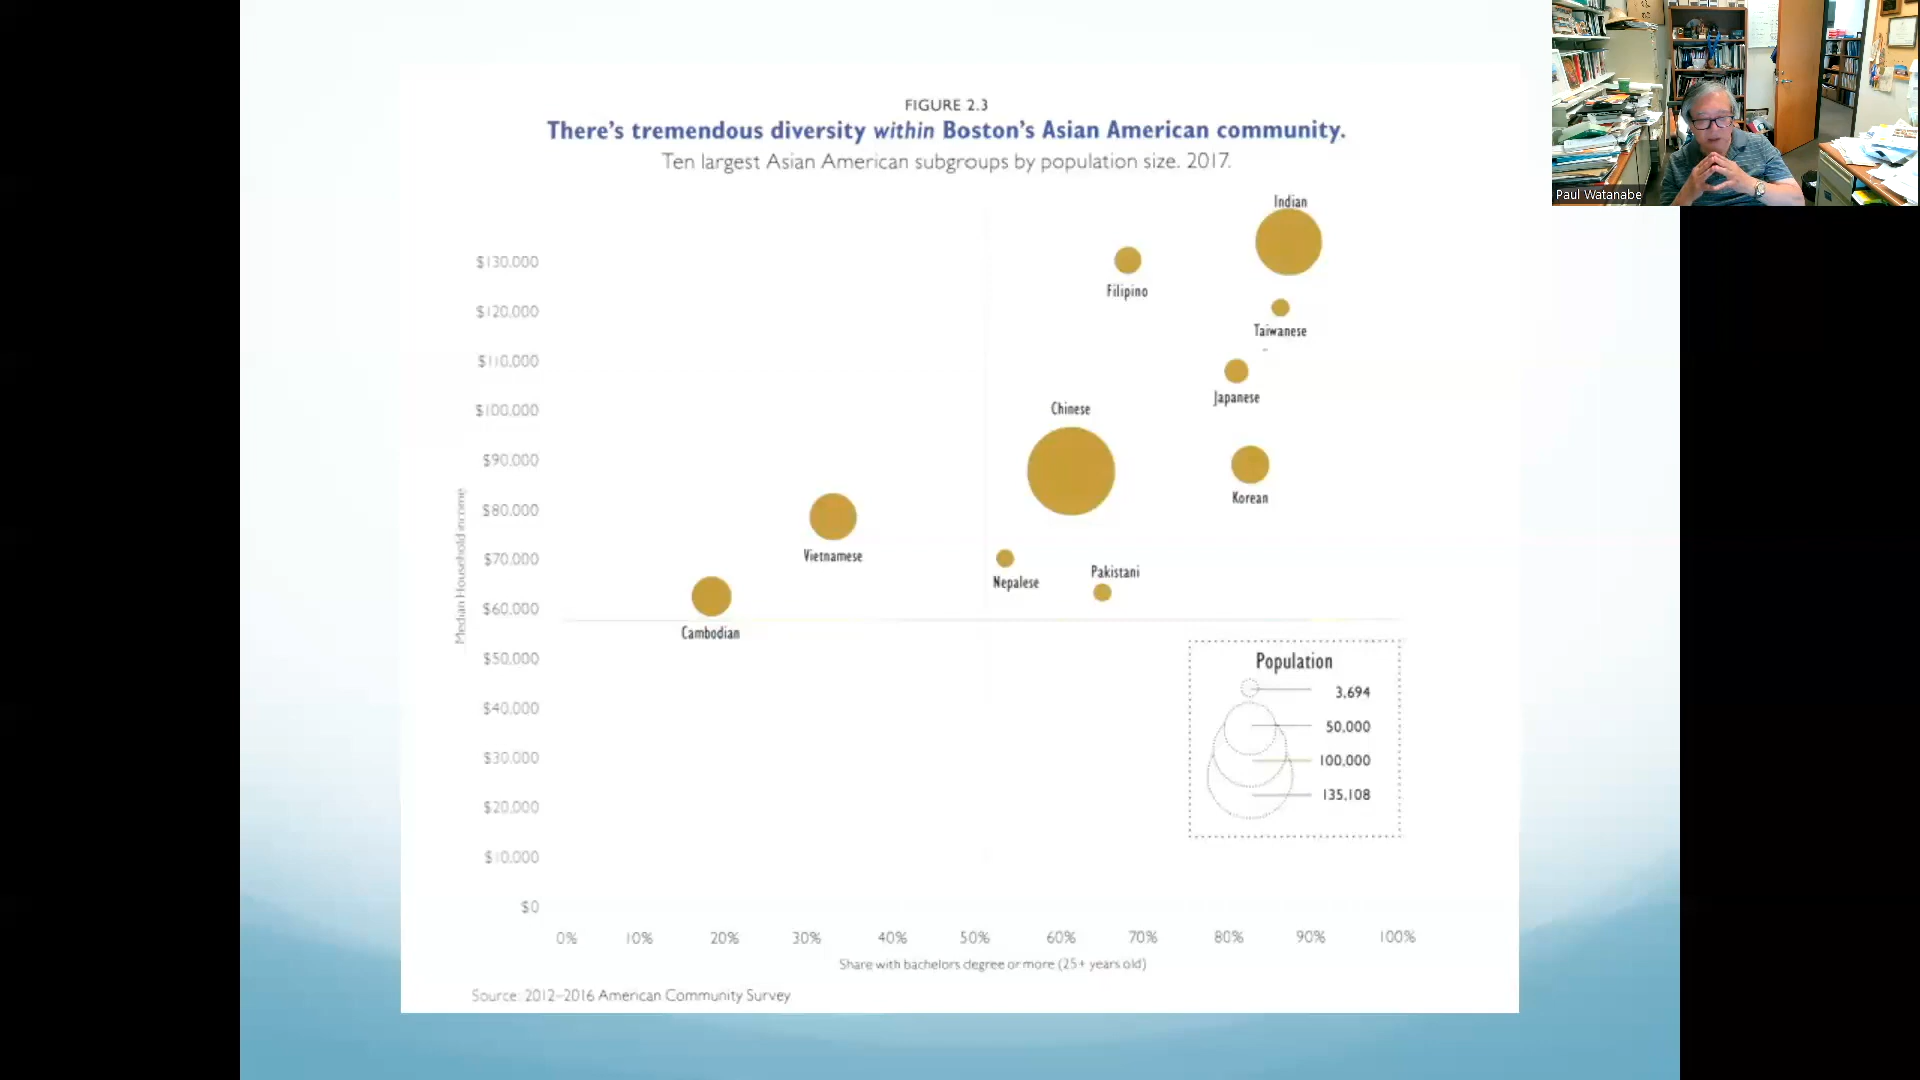 FIGURE 2.3
There's tremendous diversity within Boston's Asian American community.
Ten largest Asian American subgroups by population size. 2017.
Paul Watanabe
Indian
Filipino
Taiwanese
Japanese
Chinese
Korean
Vietnamese
Nepalese
Pakistani
Cambodian
Median Household income
$130,000
$120,000
$110,000
$100,000
$90,000
$80,000
$70,000
$60,000
$50,000
$40,000
$30,000
$20,000
$10,000
$0
Population
3,694
50,000
100,000
135,108
0% 10% 20% 30% 40% 50% 60% 70% 80% 90% 100%
Share with bachelors degree or more (25+ years old)
Source: 2012–2016 American Community Survey